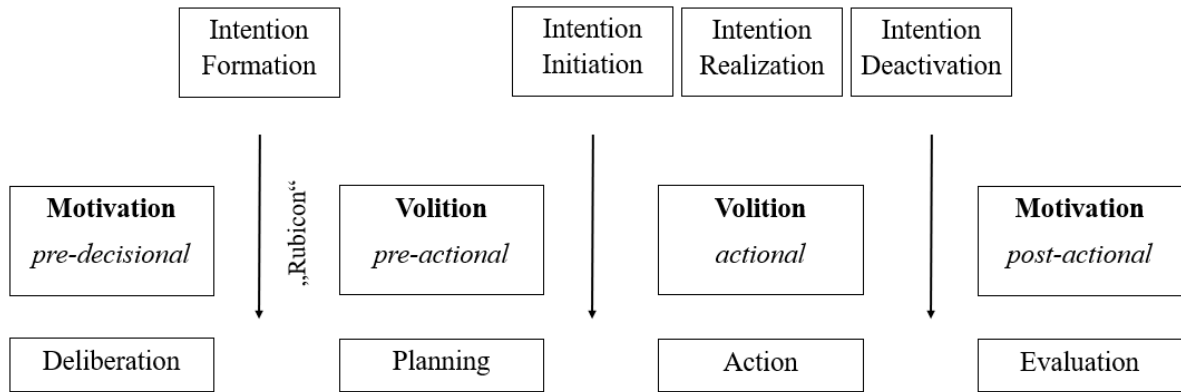 Intention
Formation
Intention
Initiation
Intention
Realization
Intention
Deactivation
Motivation
pre-decisional
„Rubicon“
Volition
pre-actional
Volition
actional
Motivation
post-actional
Deliberation
Planning
Action
Evaluation